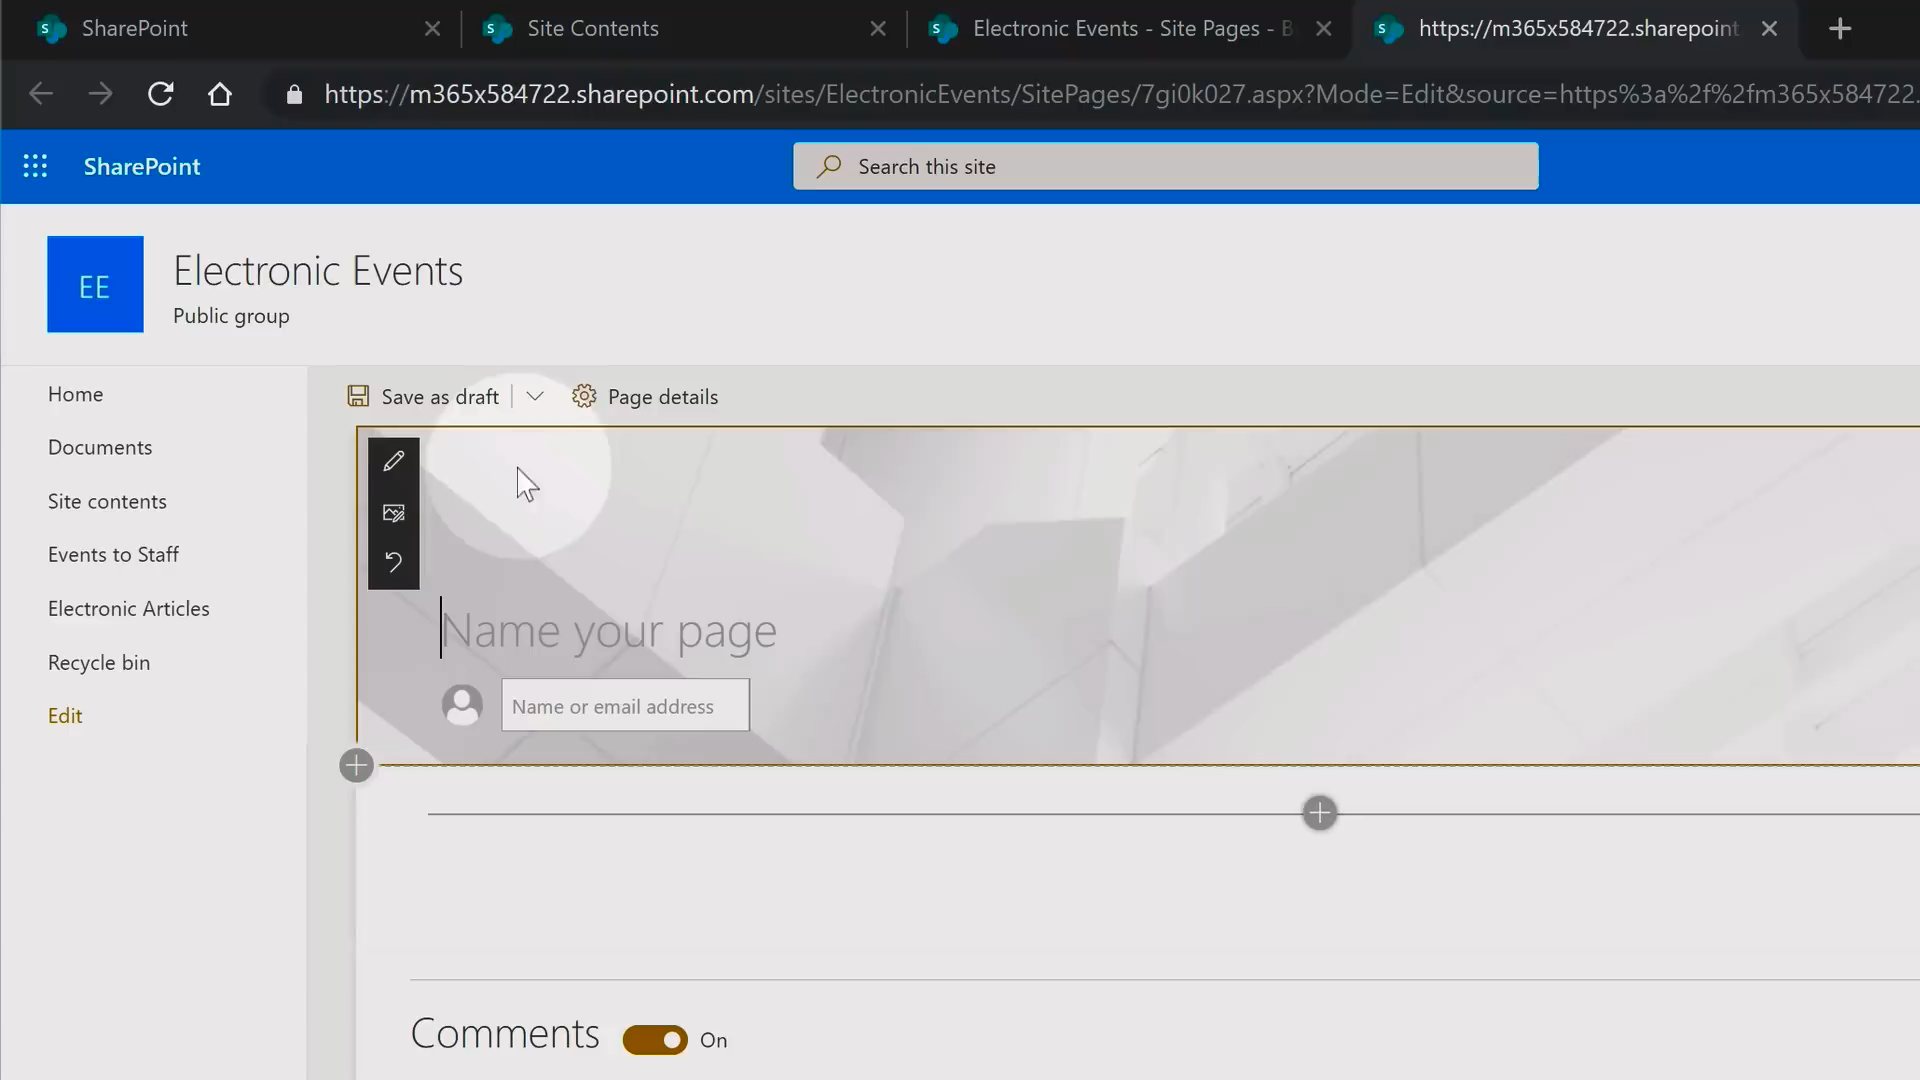 SharePoint
Site Contents
Electronic Events - Site Pages - B
https://m365x584722.sharepoint
https://m365x584722.sharepoint.com/sites/ElectronicEvents/SitePages/7gi0k027.aspx?Mode=Edit&source=https%3a%2f%2fm365x584722.
SharePoint
Search this site
EE
Electronic Events
Public group
Home
Documents
Site contents
Events to Staff
Electronic Articles
Recycle bin
Edit
Save as draft
Page details
Name your page
Name or email address
Comments
On